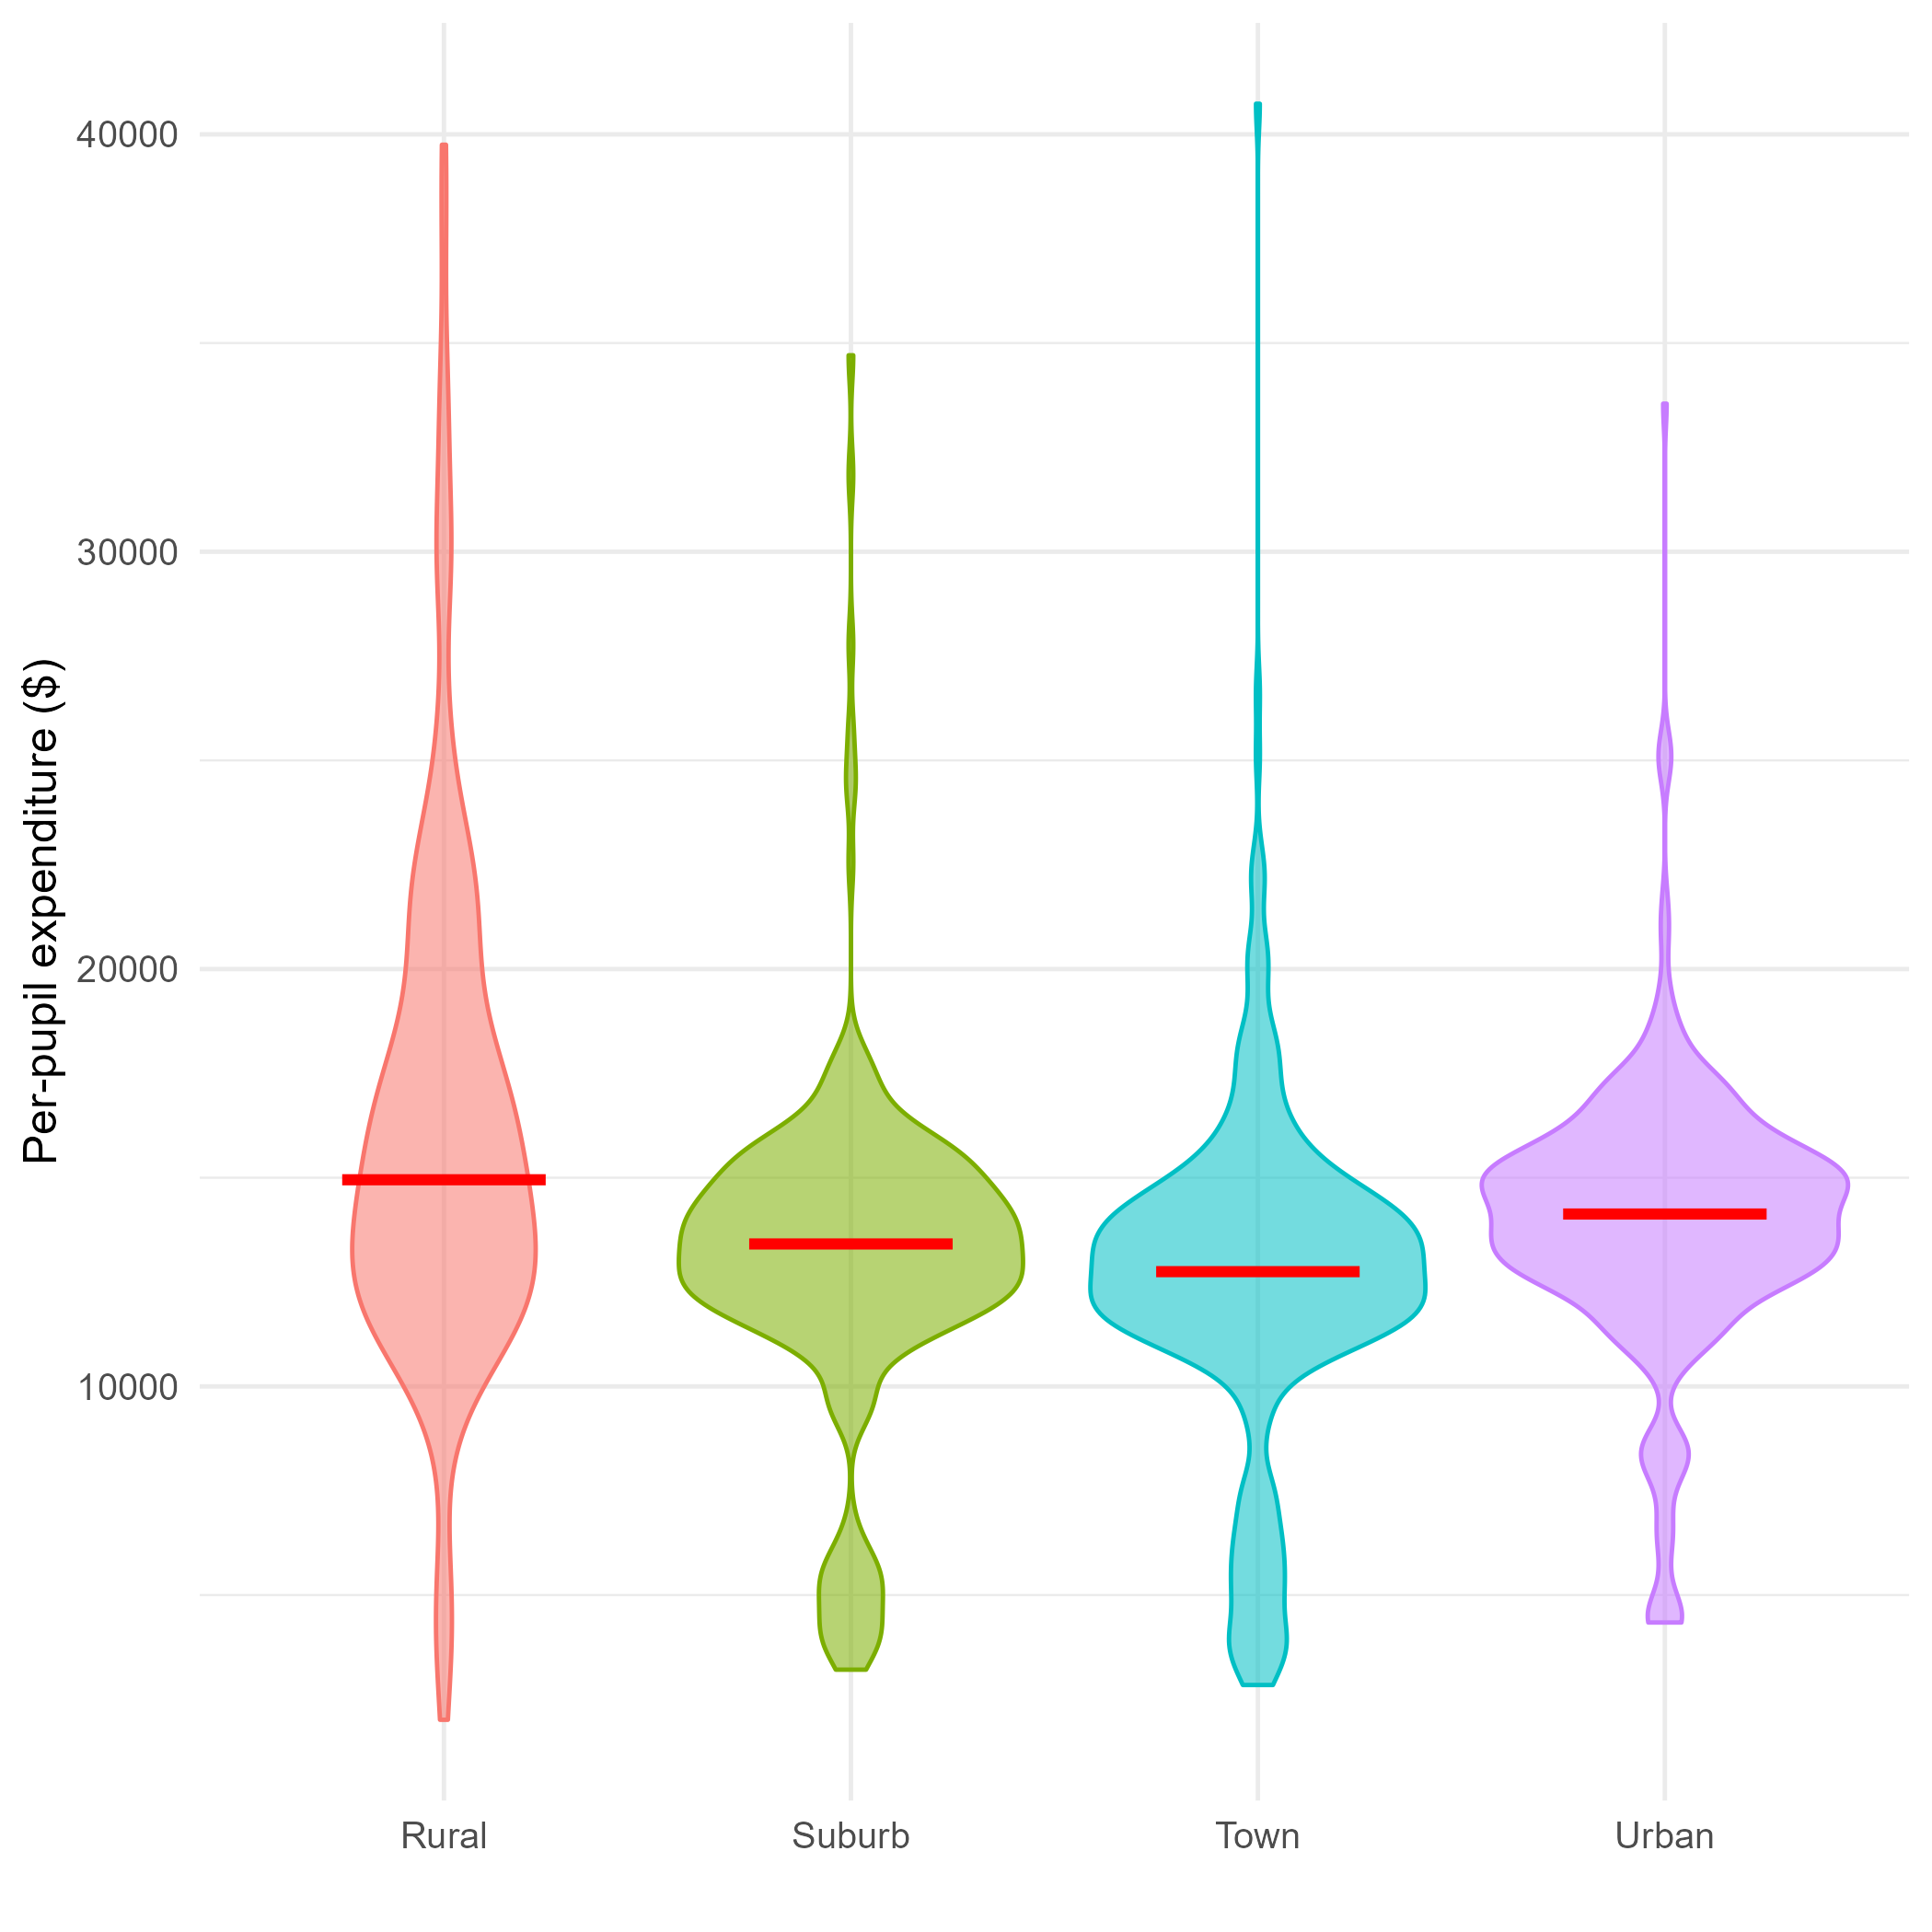 Per-pupil expenditure ($)
40000
30000
20000
10000
Rural
Suburb
Town
Urban